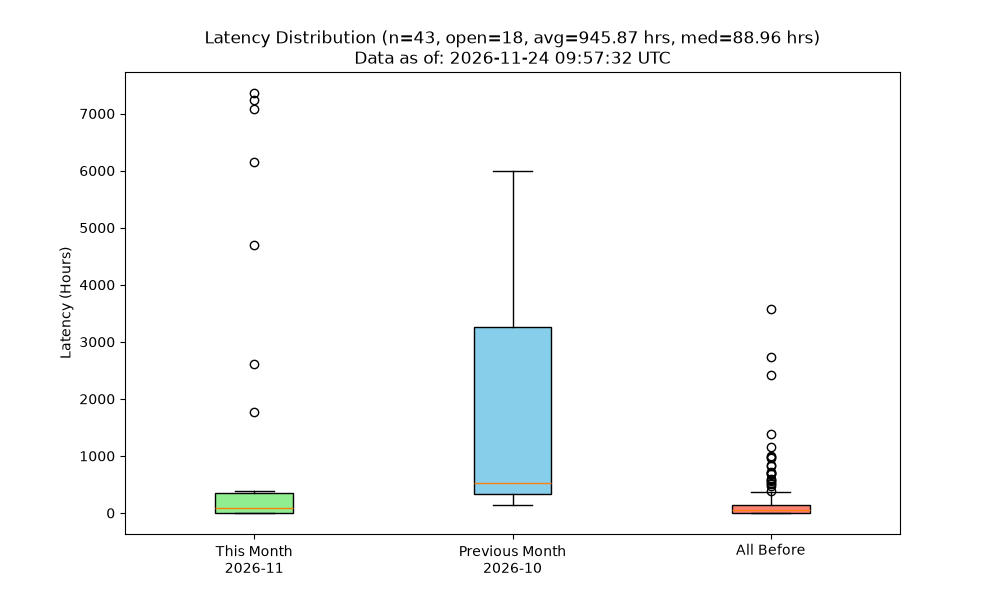 Latency Distribution (n=43, open=18, avg=945.87 hrs, med=88.96 hrs)
Data as of: 2026-11-24 09:57:32 UTC
7000
6000
5000
4000
3000
2000
1000
0
Latency (Hours)
This Month
2026-11
Previous Month
2026-10
All Before